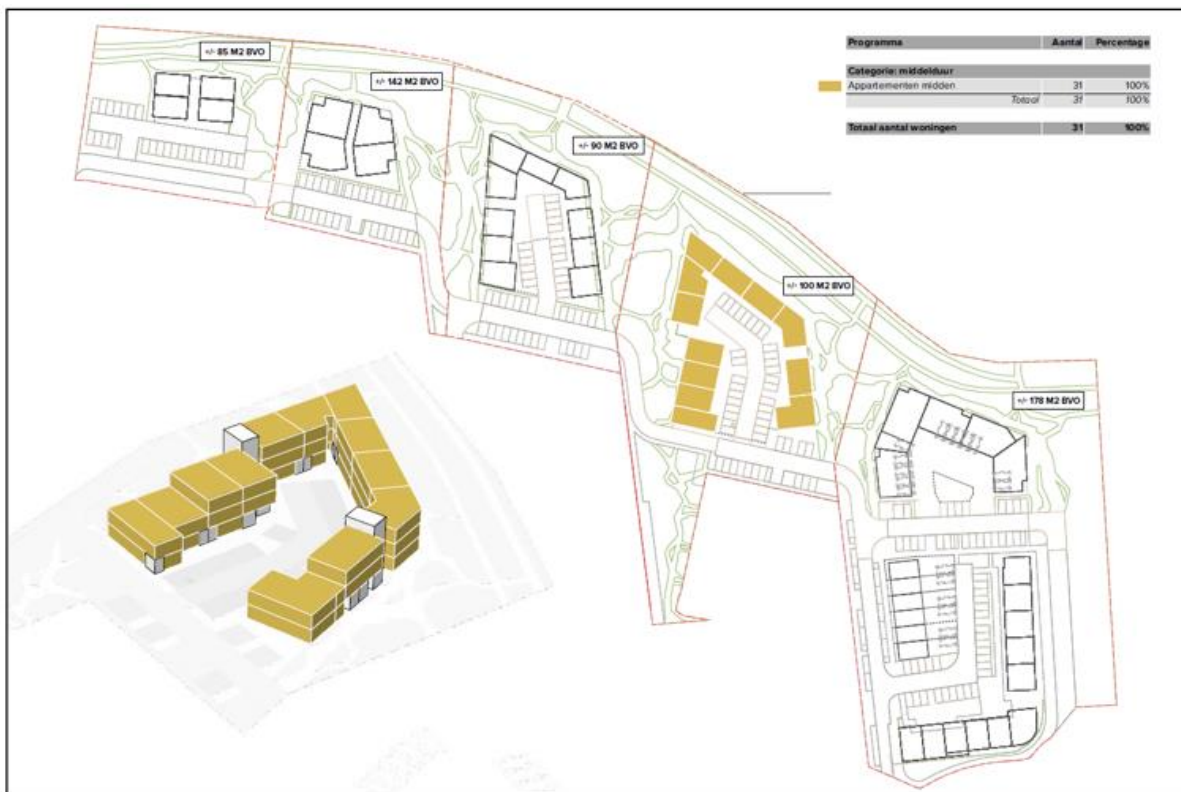 +/- 85 M2 BVO
+/- 142 M2 BVO
+/- 90 M2 BVO
+/- 100 M2 BVO
+/- 178 M2 BVO
Programma Aantal Percentage
Categorie: middelduur
Appartementen midden 31 100%
Totaal 31 100%
Totaal aantal woningen 31 100%